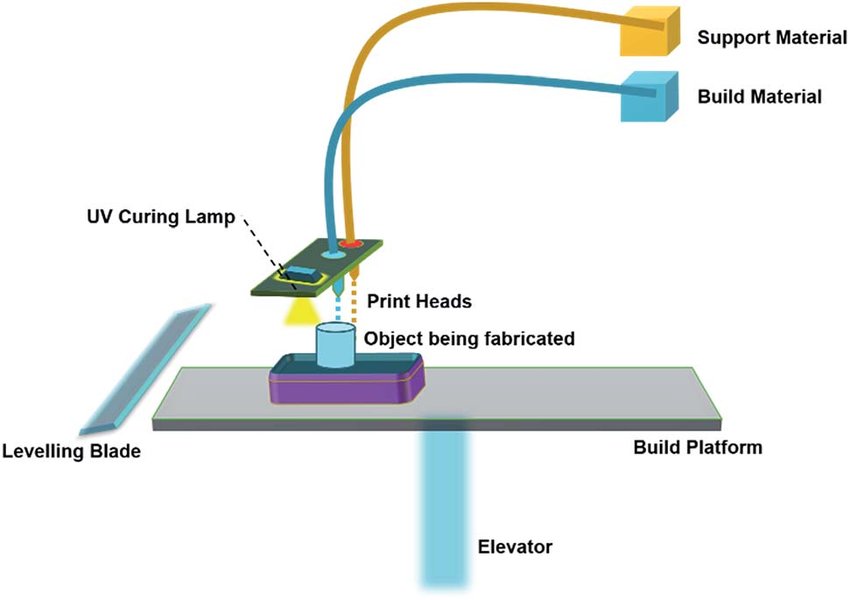 Support Material
Build Material
UV Curing Lamp
Print Heads
Object being fabricated
Levelling Blade
Build Platform
Elevator